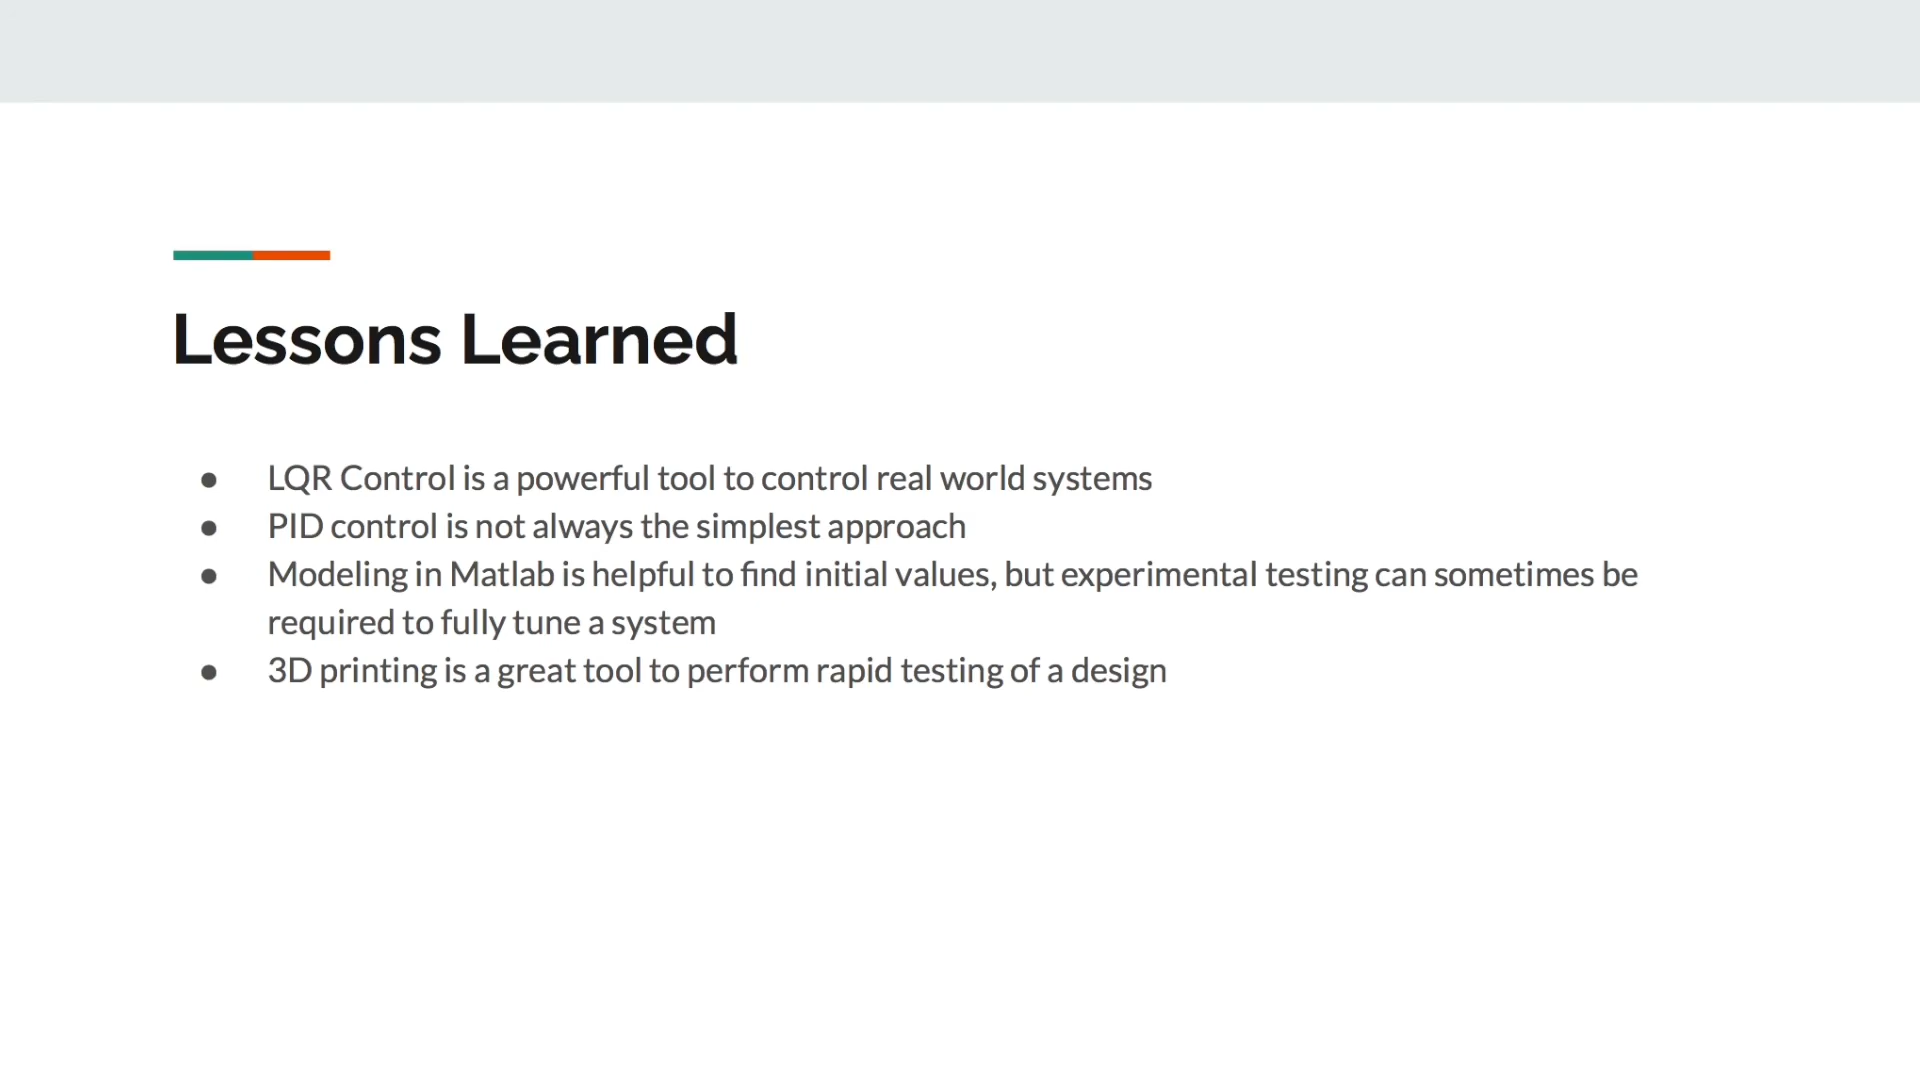 Lessons Learned
● LQR Control is a powerful tool to control real world systems
● PID control is not always the simplest approach
● Modeling in Matlab is helpful to find initial values, but experimental testing can sometimes be
required to fully tune a system
● 3D printing is a great tool to perform rapid testing of a design